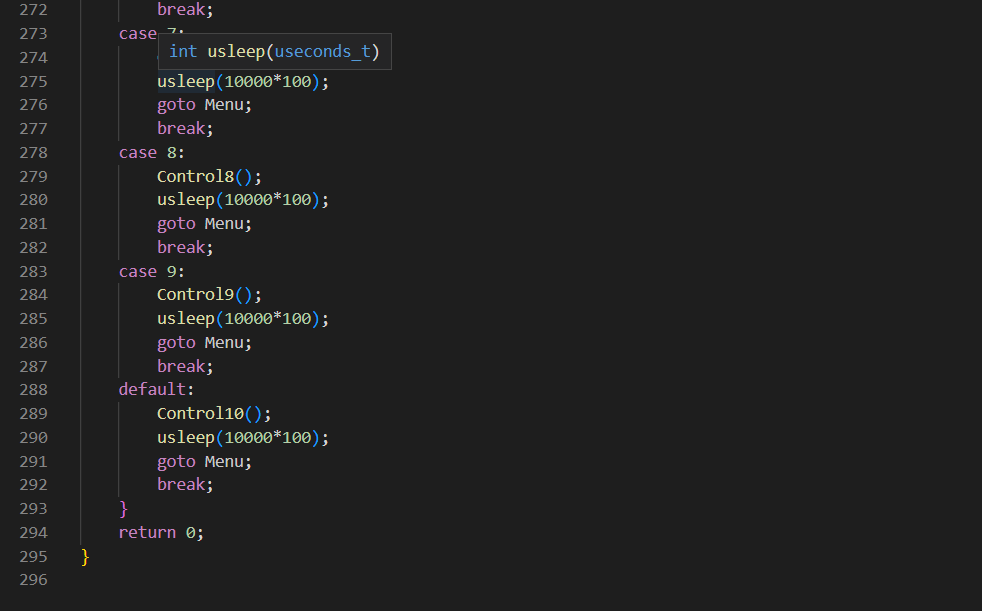 272 break;
273 case 7:
int usleep(useconds_t)
274
275 usleep(10000*100);
276 goto Menu;
277 break;
278 case 8:
279 Control8();
280 usleep(10000*100);
281 goto Menu;
282 break;
283 case 9:
284 Control9();
285 usleep(10000*100);
286 goto Menu;
287 break;
288 default:
289 Control10();
290 usleep(10000*100);
291 goto Menu;
292 break;
293 }
294 return 0;
295 }
296